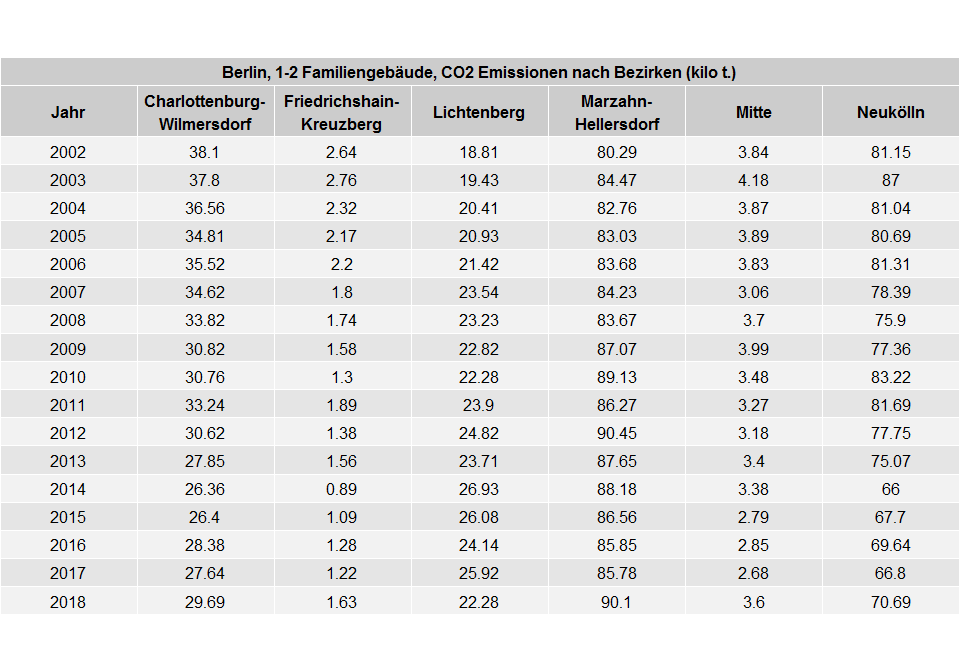 Berlin, 1-2 Familiengebäude, CO2 Emissionen nach Bezirken (kilo t.)
Jahr Charlottenburg-Wilmersdorf Friedrichshain-Kreuzberg Lichtenberg Marzahn-Hellersdorf Mitte Neukölln
2002 38.1 2.64 18.81 80.29 3.84 81.15
2003 37.8 2.76 19.43 84.47 4.18 87
2004 36.56 2.32 20.41 82.76 3.87 81.04
2005 34.81 2.17 20.93 83.03 3.89 80.69
2006 35.52 2.2 21.42 83.68 3.83 81.31
2007 34.62 1.8 23.54 84.23 3.06 78.39
2008 33.82 1.74 23.23 83.67 3.7 75.9
2009 30.82 1.58 22.82 87.07 3.99 77.36
2010 30.76 1.3 22.28 89.13 3.48 83.22
2011 33.24 1.89 23.9 86.27 3.27 81.69
2012 30.62 1.38 24.82 90.45 3.18 77.75
2013 27.85 1.56 23.71 87.65 3.4 75.07
2014 26.36 0.89 26.93 88.18 3.38 66
2015 26.4 1.09 26.08 86.56 2.79 67.7
2016 28.38 1.28 24.14 85.85 2.85 69.64
2017 27.64 1.22 25.92 85.78 2.68 66.8
2018 29.69 1.63 22.28 90.1 3.6 70.69